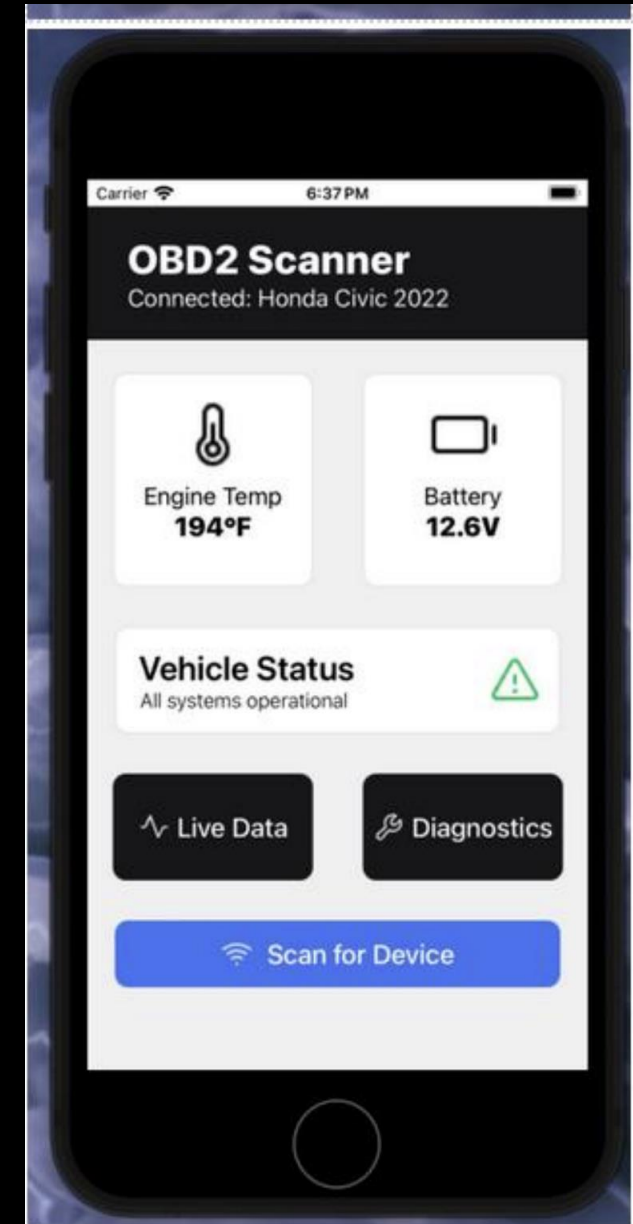 Carrier
6:37 PM
OBD2 Scanner
Connected: Honda Civic 2022
Engine Temp
194°F
Battery
12.6V
Vehicle Status
All systems operational
Live Data
Diagnostics
Scan for Device